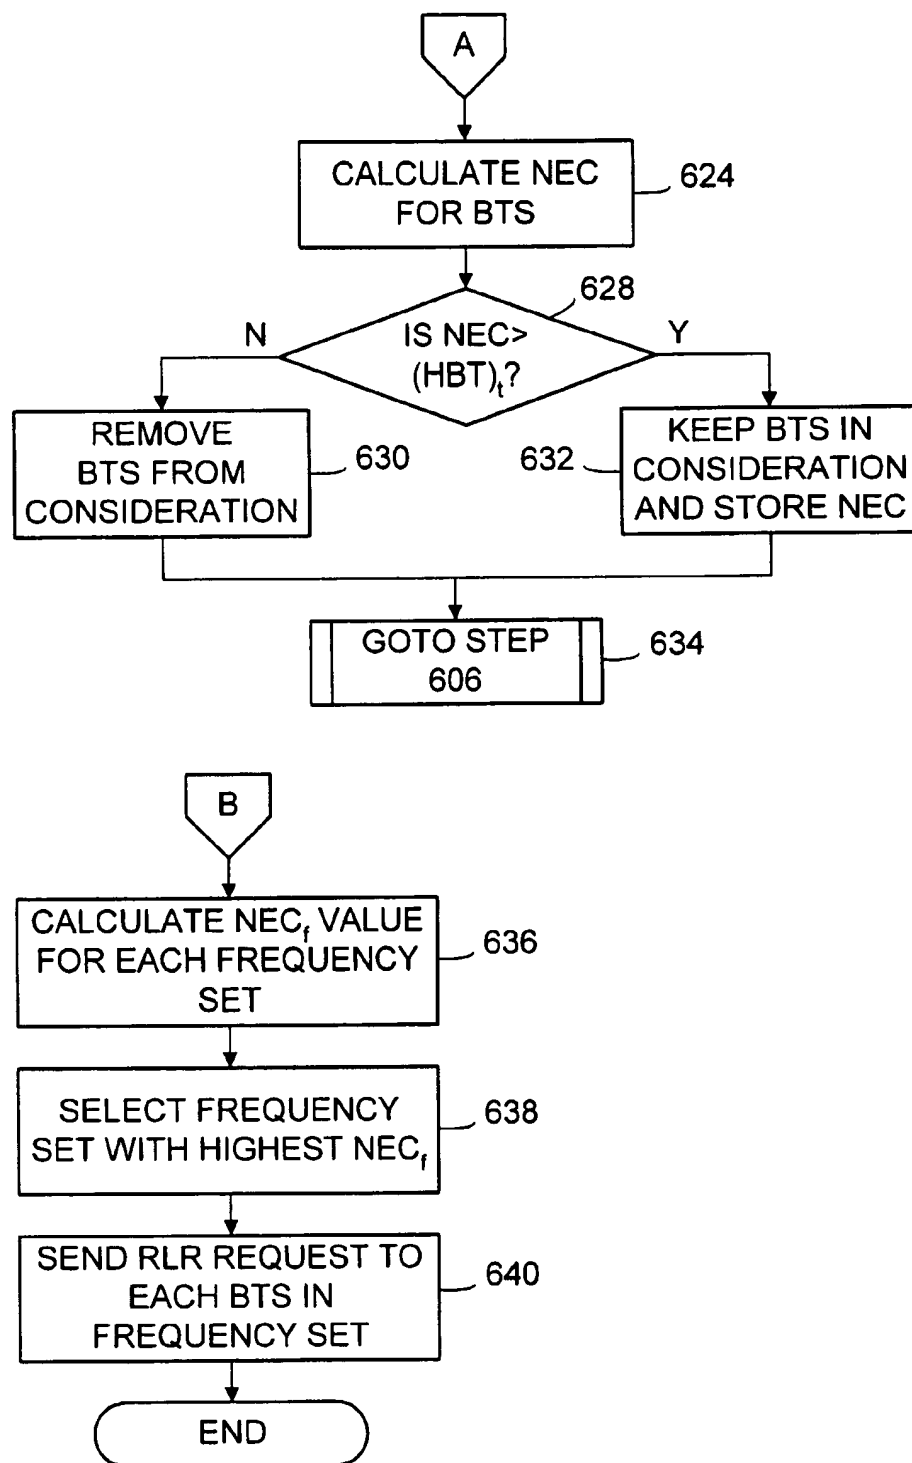 A
CALCULATE NEC
FOR BTS
624
628
IS NEC>
(HBT)t?
N
Y
REMOVE
BTS FROM
CONSIDERATION
630
632
KEEP BTS IN
CONSIDERATION
AND STORE NEC
GOTO STEP
606
634
B
CALCULATE NECf VALUE
FOR EACH FREQUENCY
SET
636
SELECT FREQUENCY
SET WITH HIGHEST NECf
638
SEND RLR REQUEST TO
EACH BTS IN
FREQUENCY SET
640
END